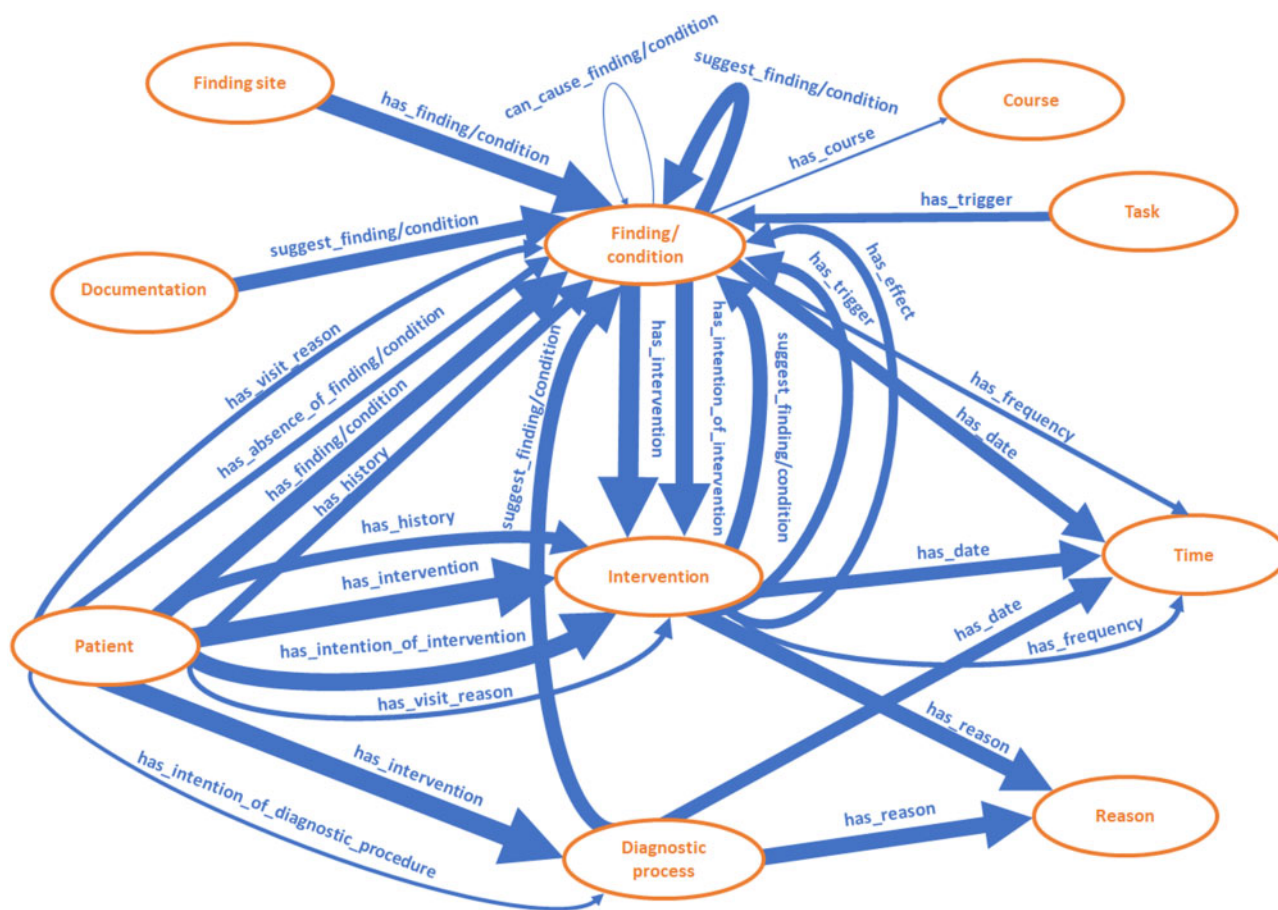 can_cause_finding/condition
suggest_finding/condition
Finding site
Course
has_finding/condition
has_course
has_trigger
Task
suggest_finding/condition
Finding/
condition
Documentation
has_visit_reason
has_absence_of_finding/condition
has_finding/condition
has_history
suggest_finding/condition
has_intervention
has_intention_of_intervention
suggest_finding/condition
has_trigger
has_effect
has_frequency
has_date
has_history
has_intervention
Intervention
has_date
Time
Patient
has_intention_of_intervention
has_visit_reason
has_date
has_frequency
has_reason
has_intervention
has_intention_of_diagnostic_procedure
Diagnostic
process
has_reason
Reason